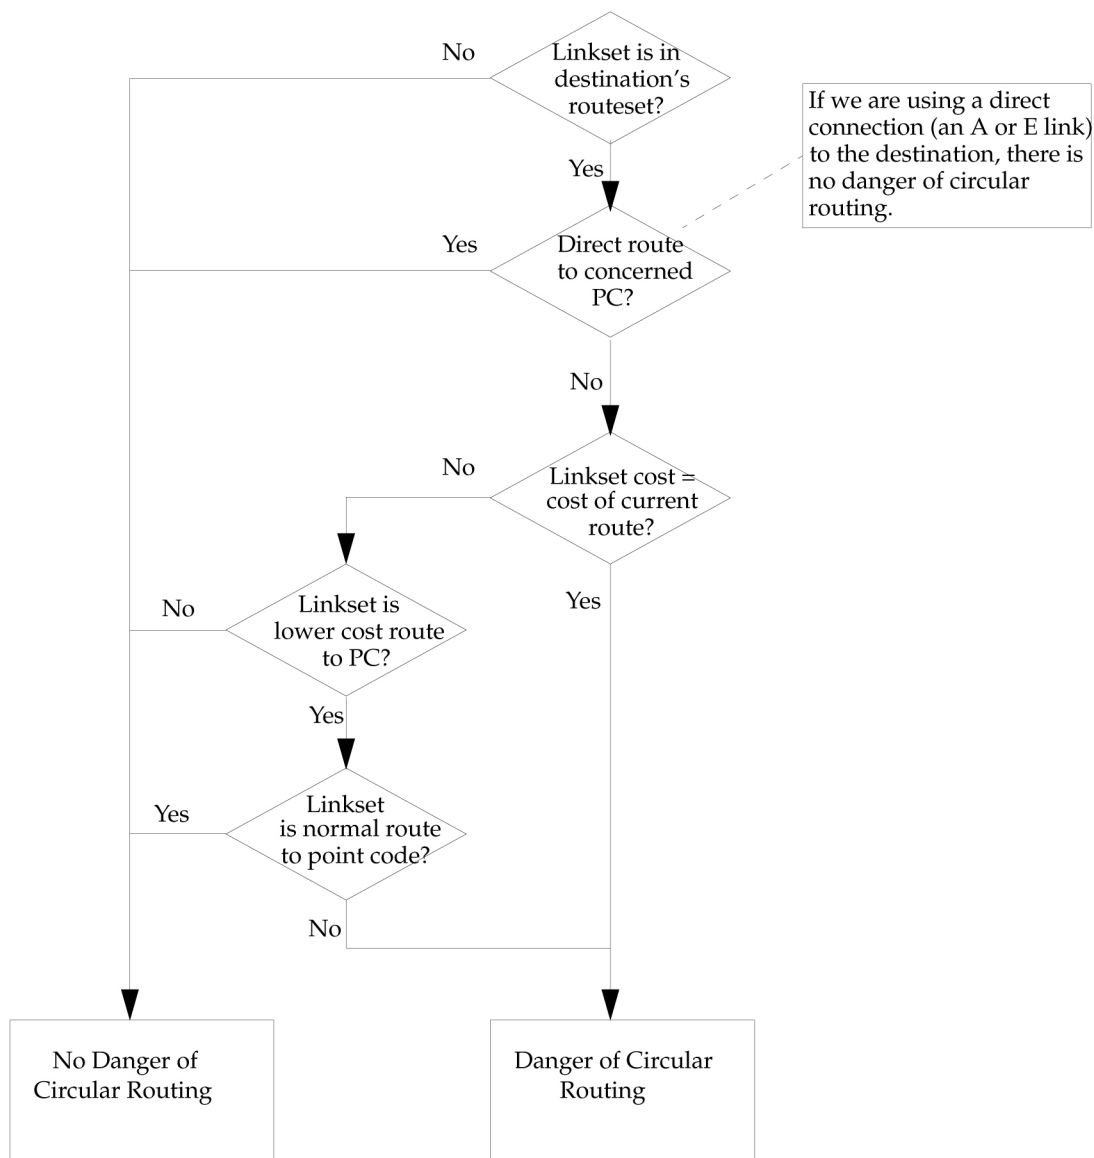 No
Linkset is in
destination's
routeset?
If we are using a direct
connection (an A or E link)
to the destination, there is
no danger of circular
routing.
Yes
Yes
Direct route
to concerned
PC?
No
No
Linkset cost =
cost of current
route?
No
Linkset is
lower cost route
to PC?
Yes
Yes
Yes
Linkset
is normal route
to point code?
No
No Danger of
Circular Routing
Danger of Circular
Routing